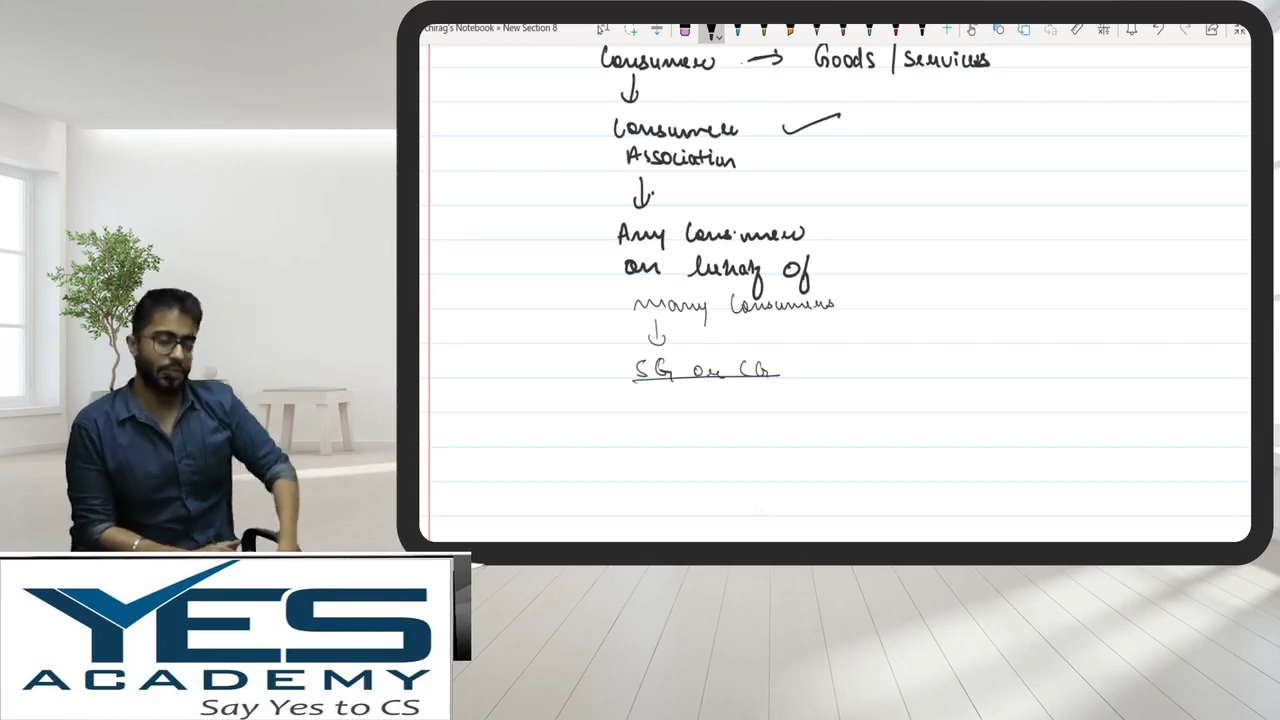 chirag's Notebook » New Section 8
Consumer → Goods / Services
↓
Consumer ✓
Association
↓
Any Consumer
on behalf of
many Consumers
↓
SG or CG
YES
ACADEMY
Say Yes to CS